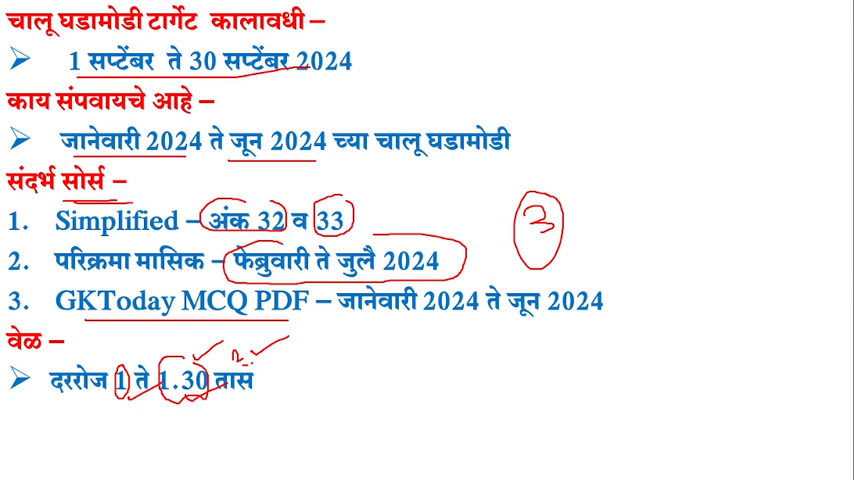 चालू घडामोडी टार्गेट कालावधी –
➢ 1 सप्टेंबर ते 30 सप्टेंबर 2024
काय संपवायचे आहे –
➢ जानेवारी 2024 ते जून 2024 च्या चालू घडामोडी
संदर्भ सोर्स –
1. Simplified – अंक 32 व 33
3
2. परिक्रमा मासिक – फेब्रुवारी ते जुलै 2024
3. GKToday MCQ PDF – जानेवारी 2024 ते जून 2024
वेळ –
2
➢ दररोज 1 ते 1.30 तास